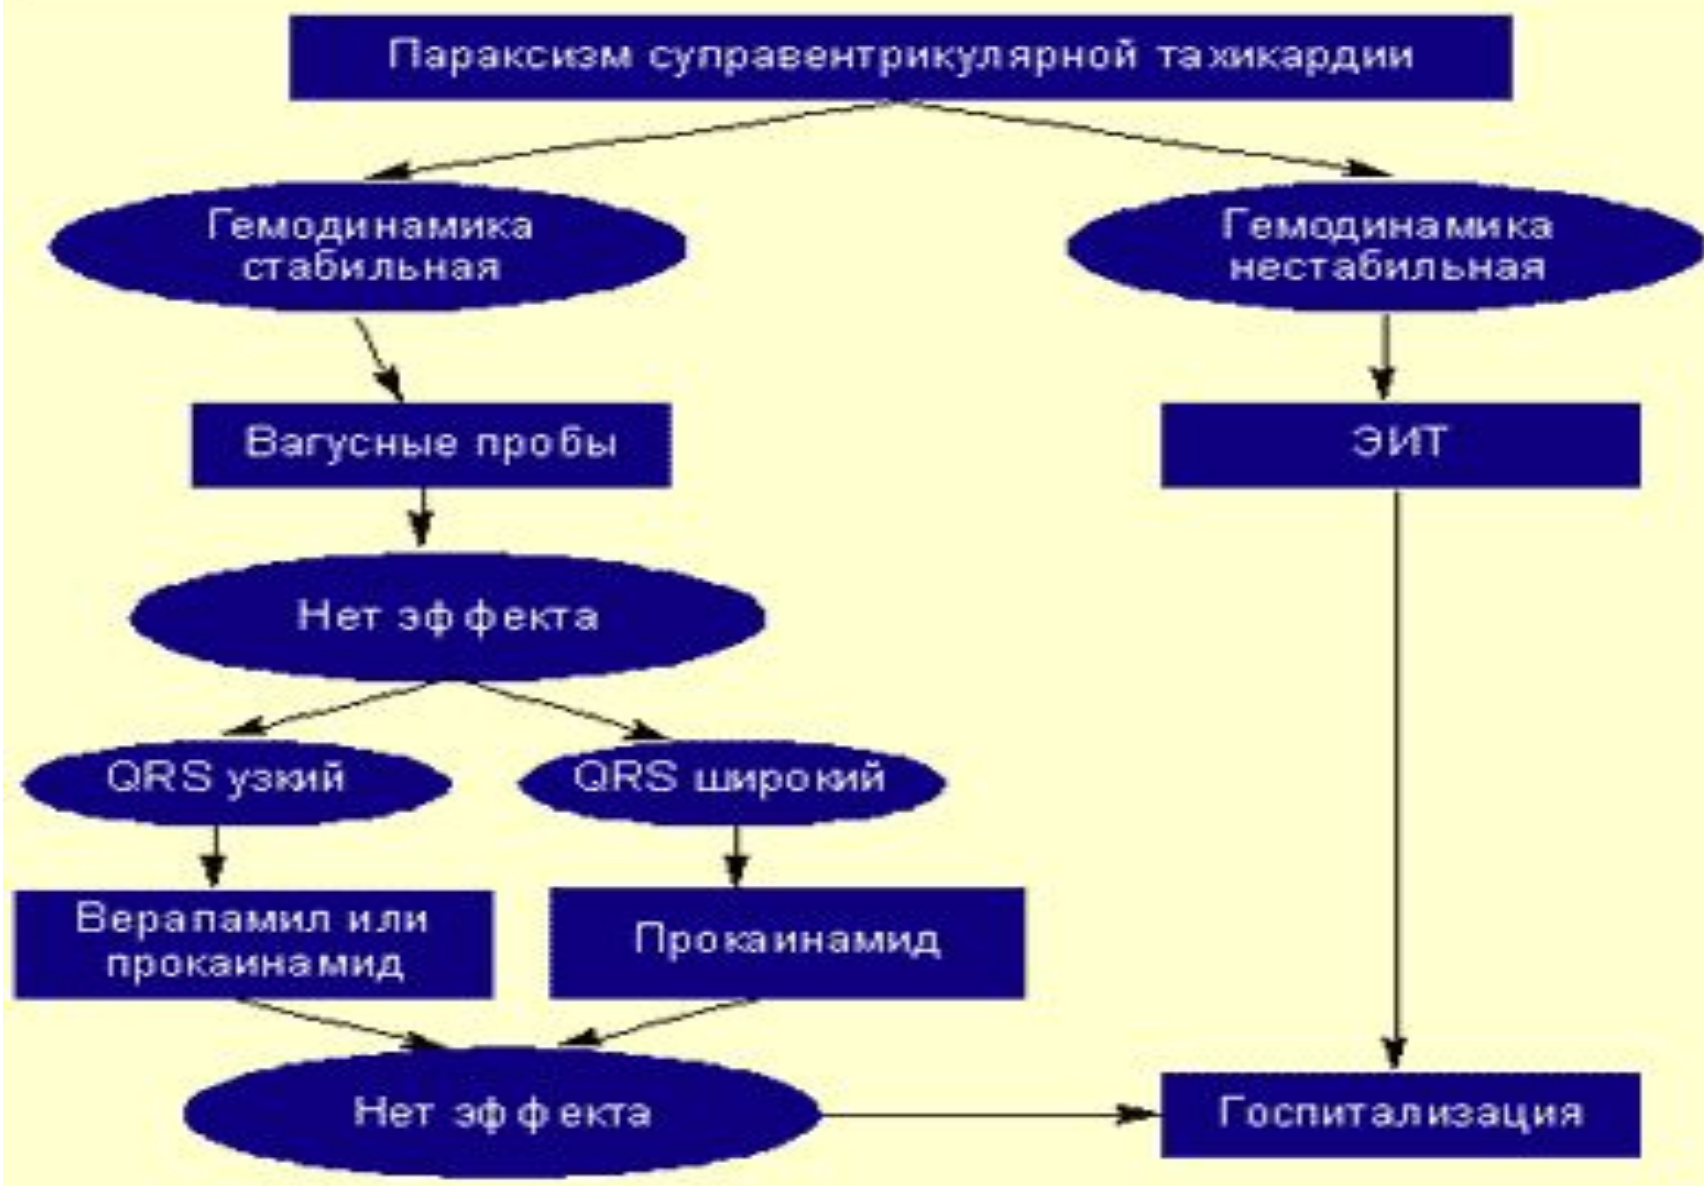 Параксизм суправентрикулярной тахикардии
Гемодинамика
стабильная
Гемодинамика
нестабильная
Вагусные пробы
ЭИТ
Нет эффекта
QRS узкий
QRS широкий
Верапамил или
прокаинамид
Прокаинамид
Нет эффекта
Госпитализация